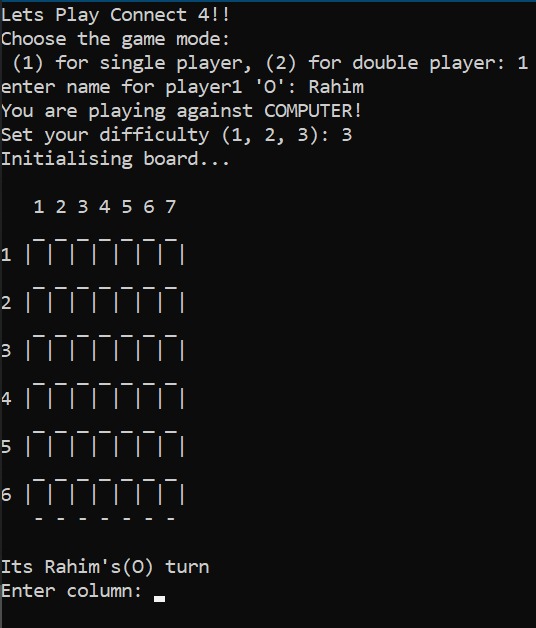 Lets Play Connect 4!!
Choose the game mode:
 (1) for single player, (2) for double player: 1
enter name for player1 'O': Rahim
You are playing against COMPUTER!
Set your difficulty (1, 2, 3): 3
Initialising board...
   1 2 3 4 5 6 7
   _ _ _ _ _ _ _
1 | | | | | | | |
   _ _ _ _ _ _ _
2 | | | | | | | |
   _ _ _ _ _ _ _
3 | | | | | | | |
   _ _ _ _ _ _ _
4 | | | | | | | |
   _ _ _ _ _ _ _
5 | | | | | | | |
   _ _ _ _ _ _ _
6 | | | | | | | |
   - - - - - - -
Its Rahim's(O) turn
Enter column: